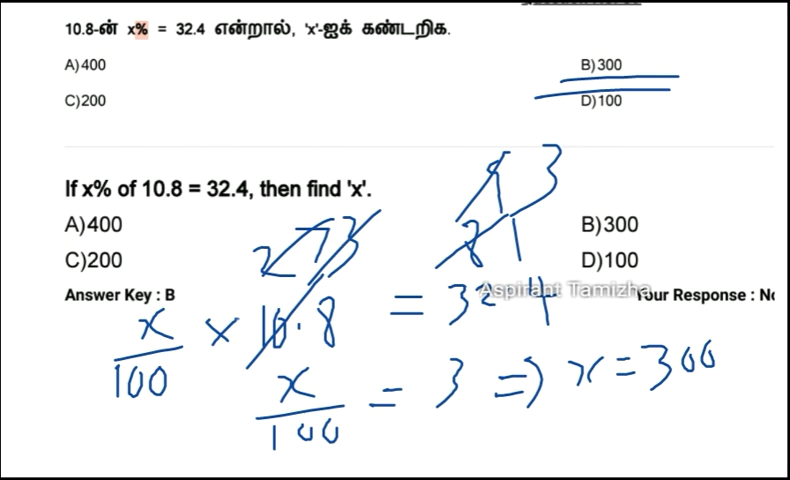 10.8-ன் x% = 32.4 என்றால், 'x'-ஐக் கண்டறிக.
A)400 B)300
C)200 D)100
If x% of 10.8 = 32.4, then find 'x'.
A)400 B)300
C)200 D)100
Answer Key : B Your Response :
Aspirant Tamizha
x/100 × 10.8 = 32.4
x/100 = 3 ⇒ x = 300